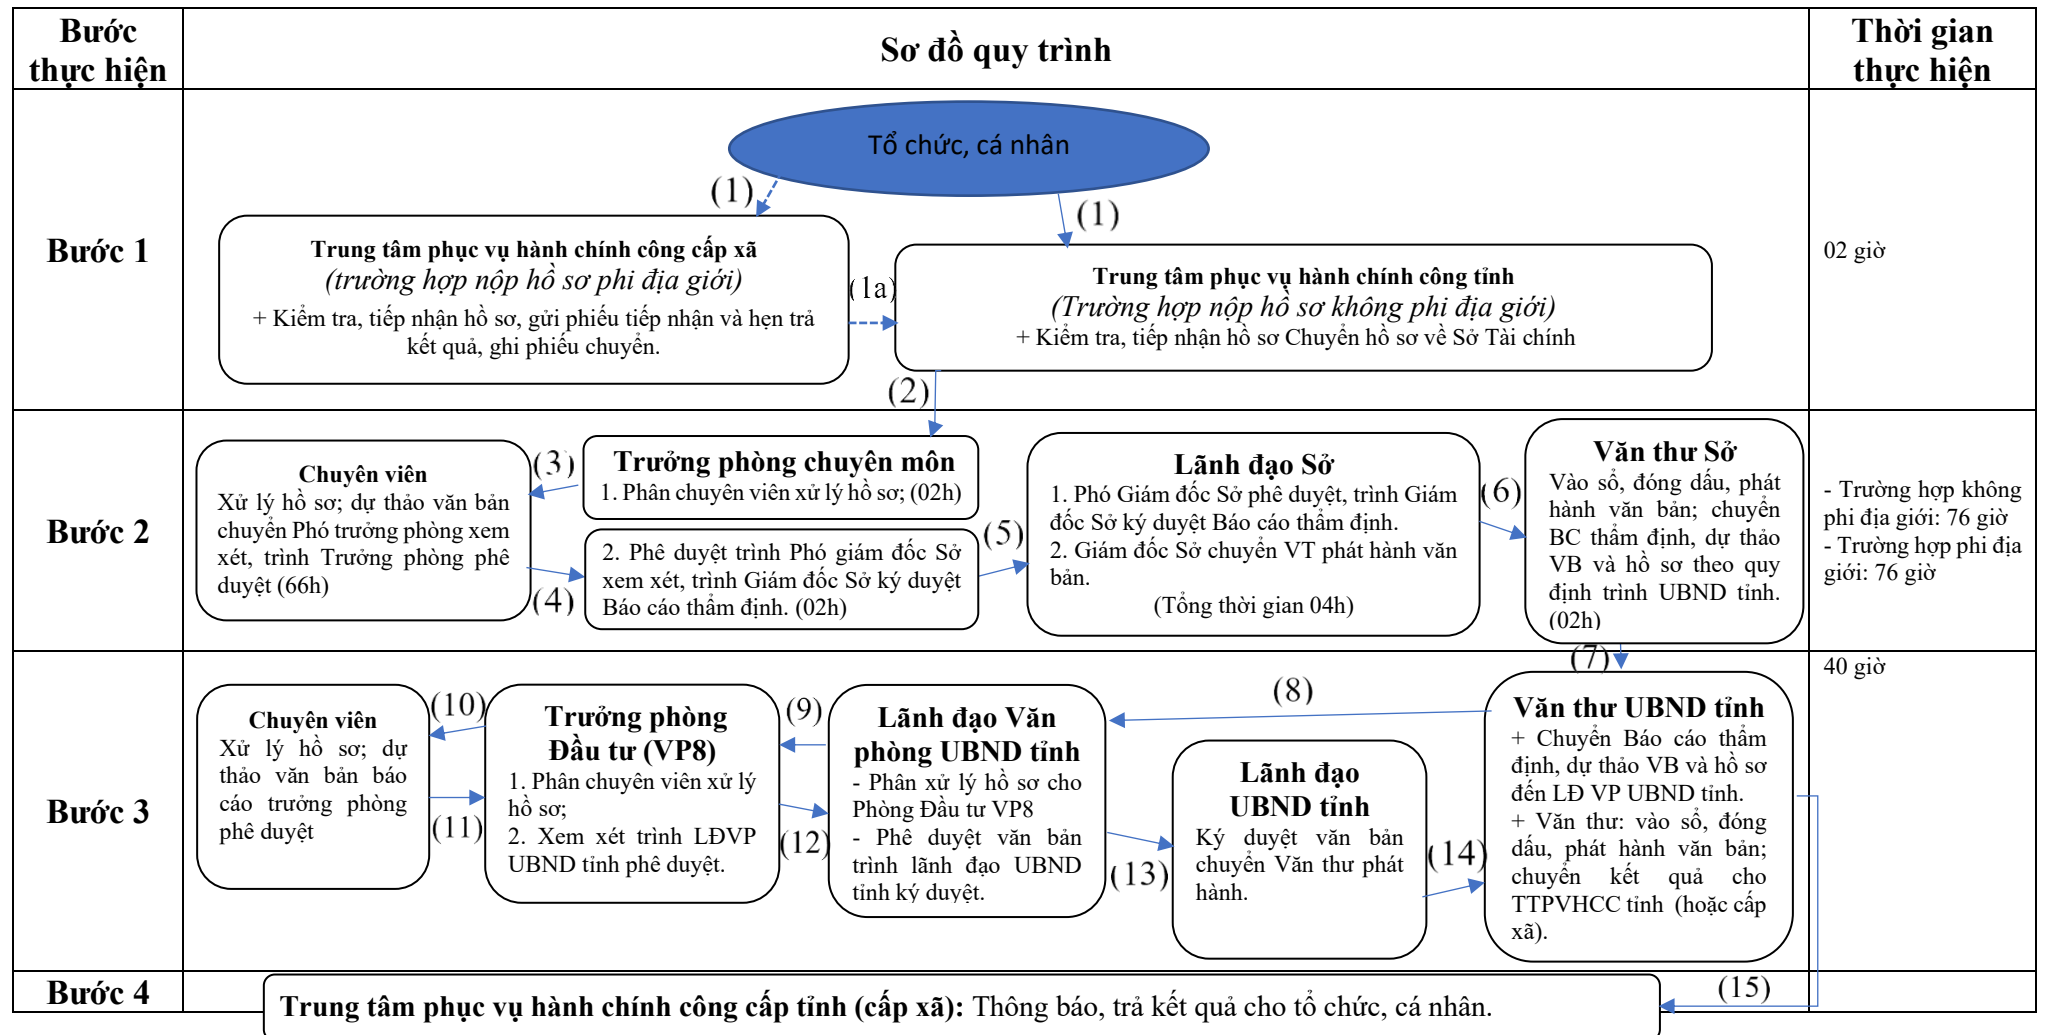 Bước
thực hiện
Sơ đồ quy trình
Thời gian
thực hiện
Bước 1
Tổ chức, cá nhân
(1)
(1)
Trung tâm phục vụ hành chính công cấp xã
(trường hợp nộp hồ sơ phi địa giới)
+ Kiểm tra, tiếp nhận hồ sơ, gửi phiếu tiếp nhận và hẹn trả
kết quả, ghi phiếu chuyển.
(1a)
Trung tâm phục vụ hành chính công tỉnh
(Trường hợp nộp hồ sơ không phi địa giới)
+ Kiểm tra, tiếp nhận hồ sơ Chuyển hồ sơ về Sở Tài chính
02 giờ
(2)
Bước 2
Chuyên viên
Xử lý hồ sơ; dự thảo văn bản
chuyển Phó trưởng phòng xem
xét, trình Trưởng phòng phê
duyệt (66h)
(3)
(4)
Trưởng phòng chuyên môn
1. Phân chuyên viên xử lý hồ sơ; (02h)
2. Phê duyệt trình Phó giám đốc Sở
xem xét, trình Giám đốc Sở ký duyệt
Báo cáo thẩm định. (02h)
(5)
Lãnh đạo Sở
1. Phó Giám đốc Sở phê duyệt, trình Giám
đốc Sở ký duyệt Báo cáo thẩm định.
2. Giám đốc Sở chuyển VT phát hành văn
bản.
(Tổng thời gian 04h)
(6)
Văn thư Sở
Vào sổ, đóng dấu, phát
hành văn bản; chuyển
BC thẩm định, dự thảo
VB và hồ sơ theo quy
định trình UBND tỉnh.
(02h)
- Trường hợp không
phi địa giới: 76 giờ
- Trường hợp phi địa
giới: 76 giờ
(7)
Bước 3
Chuyên viên
Xử lý hồ sơ; dự
thảo văn bản báo
cáo trưởng phòng
phê duyệt
(10)
(11)
Trưởng phòng
Đầu tư (VP8)
1. Phân chuyên viên xử lý
hồ sơ;
2. Xem xét trình LĐVP
UBND tỉnh phê duyệt.
(9)
(12)
Lãnh đạo Văn
phòng UBND tỉnh
- Phân xử lý hồ sơ cho
Phòng Đầu tư VP8
- Phê duyệt văn bản
trình lãnh đạo UBND
tỉnh ký duyệt.
(8)
(13)
Lãnh đạo
UBND tỉnh
Ký duyệt văn bản
chuyển Văn thư phát
hành.
(14)
Văn thư UBND tỉnh
+ Chuyển Báo cáo thẩm
định, dự thảo VB và hồ sơ
đến LĐ VP UBND tỉnh.
+ Văn thư: vào sổ, đóng
dấu, phát hành văn bản;
chuyển kết quả cho
TTPVHCC tỉnh (hoặc cấp
xã).
40 giờ
Bước 4
Trung tâm phục vụ hành chính công cấp tỉnh (cấp xã): Thông báo, trả kết quả cho tổ chức, cá nhân.
(15)